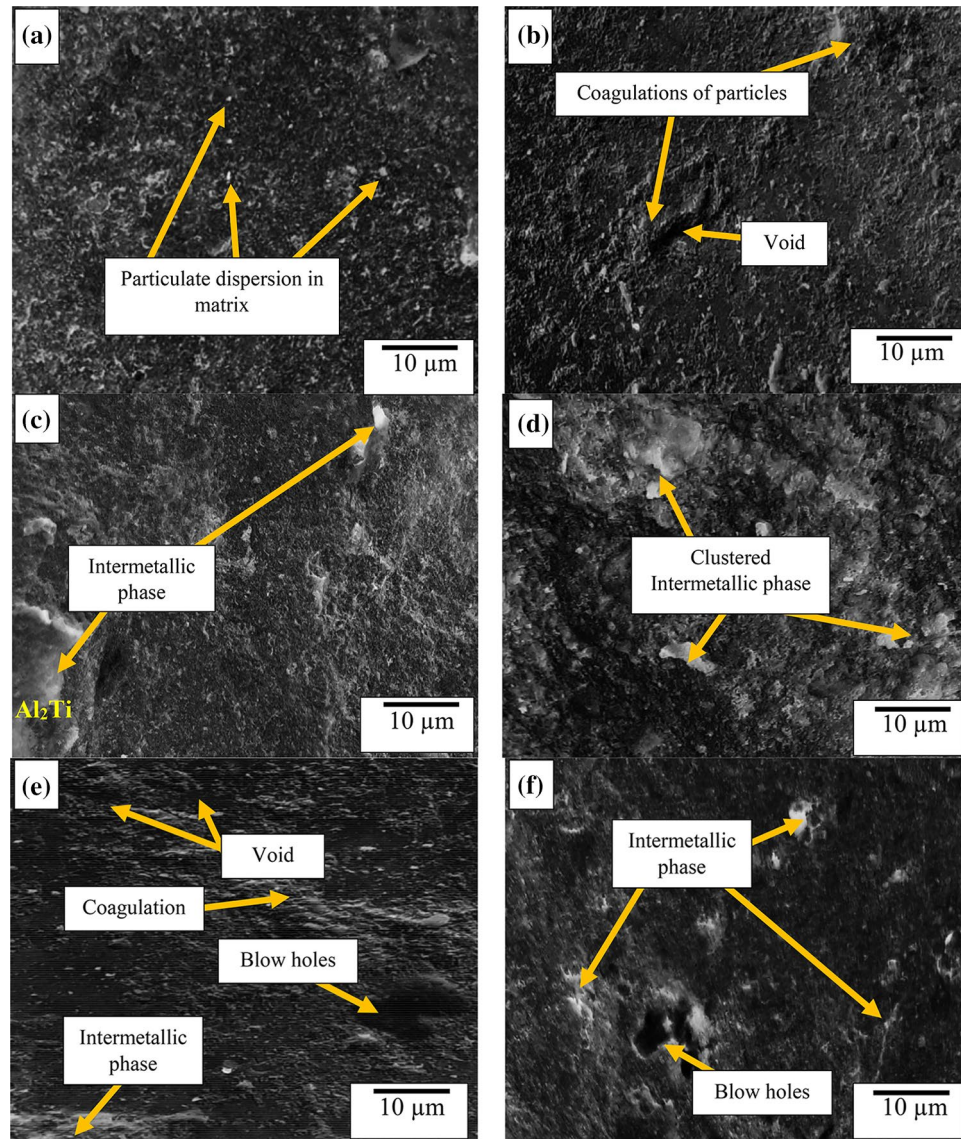 (a)
Particulate dispersion in
matrix
10 µm
(b)
Coagulations of particles
Void
10 µm
(c)
Intermetallic
phase
Al₂Ti
10 µm
(d)
Clustered
Intermetallic phase
10 µm
(e)
Void
Coagulation
Blow holes
Intermetallic
phase
10 µm
(f)
Intermetallic
phase
Blow holes
10 µm